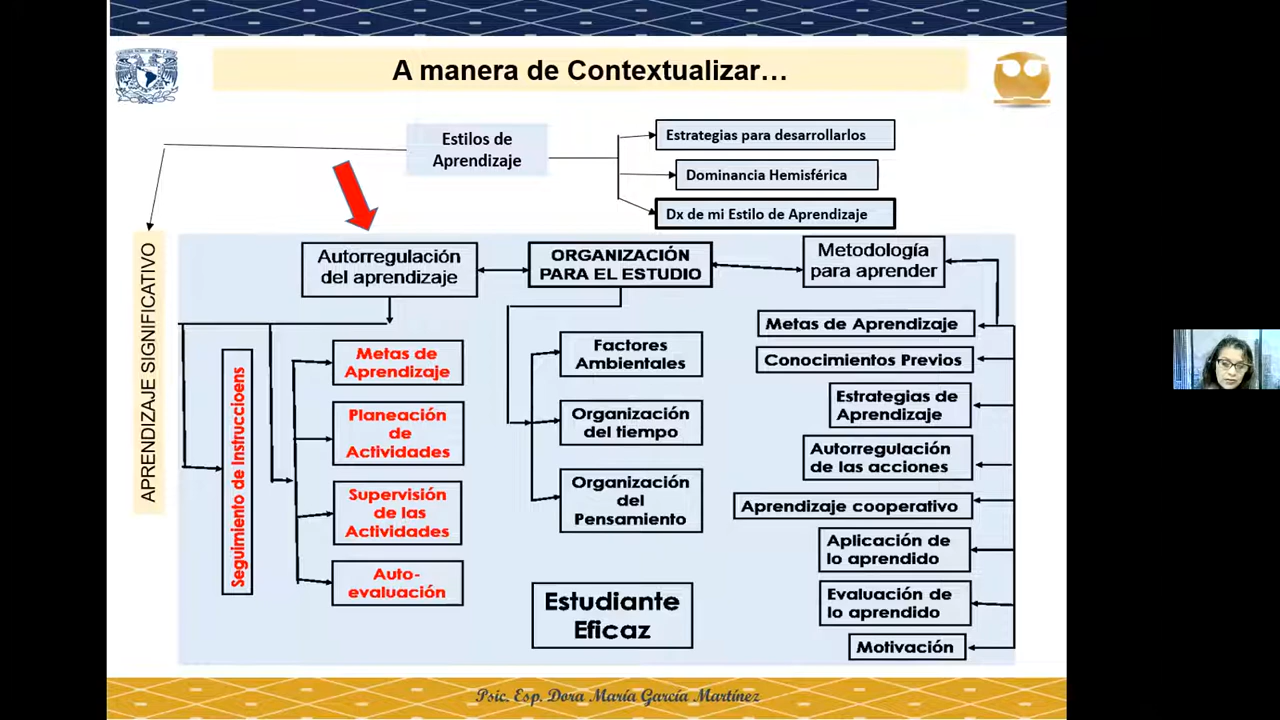 A manera de Contextualizar…
Estilos de
Aprendizaje
Estrategias para desarrollarlos
Dominancia Hemisférica
Dx de mi Estilo de Aprendizaje
APRENDIZAJE SIGNIFICATIVO
Autorregulación
del aprendizaje
ORGANIZACIÓN
PARA EL ESTUDIO
Metodología
para aprender
Seguimiento de Instruccioens
Metas de
Aprendizaje
Planeación
de
Actividades
Supervisión
de las
Actividades
Auto-
evaluación
Factores
Ambientales
Organización
del tiempo
Organización
del
Pensamiento
Estudiante
Eficaz
Metas de Aprendizaje
Conocimientos Previos
Estrategias de
Aprendizaje
Autorregulación
de las acciones
Aprendizaje cooperativo
Aplicación de
lo aprendido
Evaluación de
lo aprendido
Motivación
Psic. Esp. Dora María García Martínez